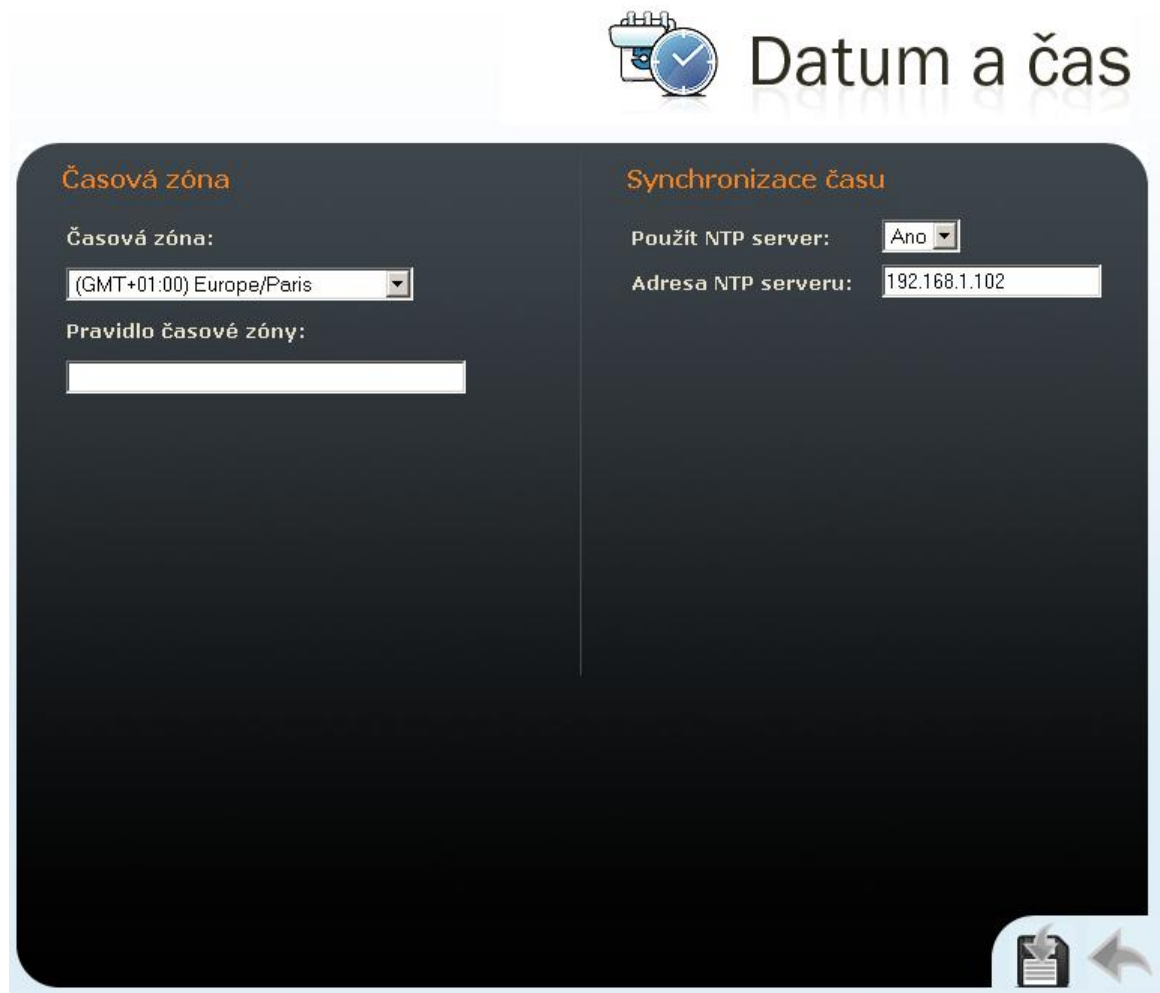 Datum a čas
Časová zóna
Časová zóna:
(GMT+01:00) Europe/Paris
Pravidlo časové zóny:
Synchronizace času
Použít NTP server:
Ano
Adresa NTP serveru:
192.168.1.102